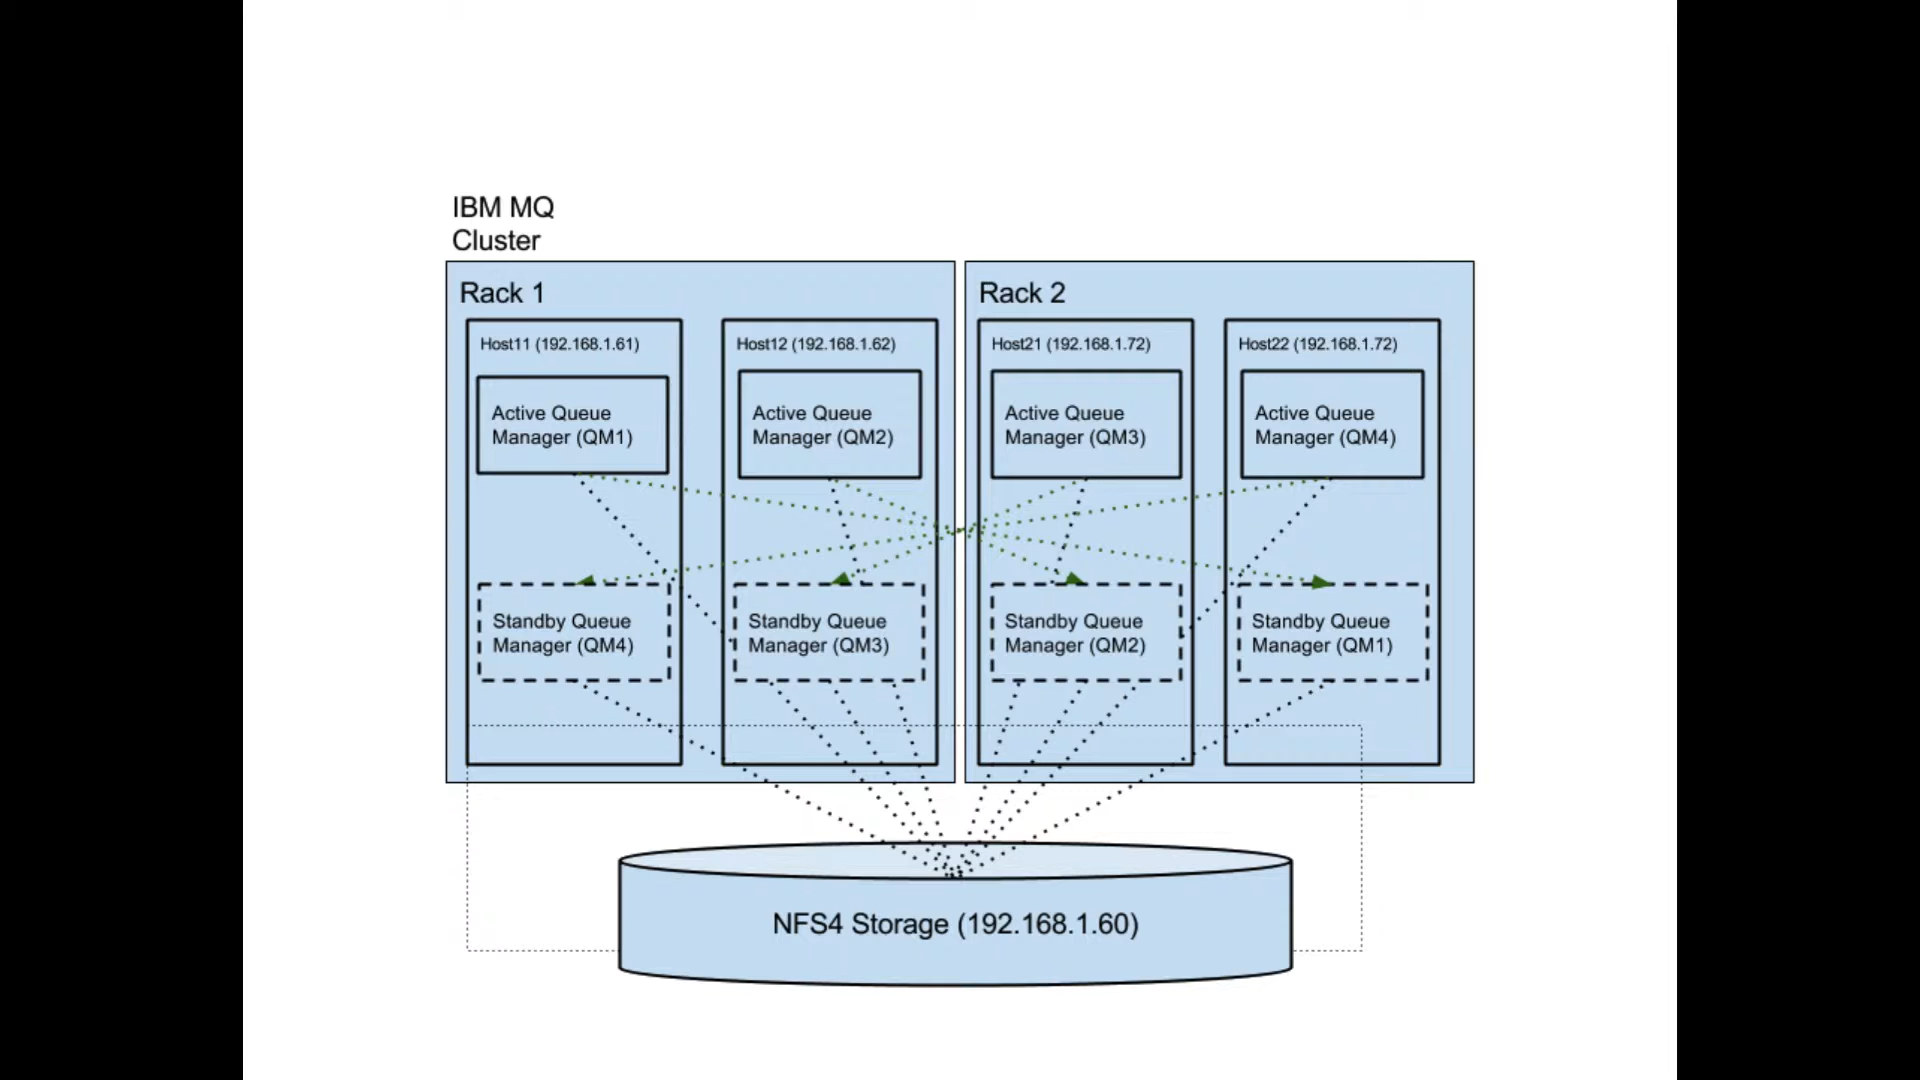 IBM MQ
Cluster
Rack 1
Host11 (192.168.1.61)
Active Queue
Manager (QM1)
Standby Queue
Manager (QM4)
Host12 (192.168.1.62)
Active Queue
Manager (QM2)
Standby Queue
Manager (QM3)
Rack 2
Host21 (192.168.1.72)
Active Queue
Manager (QM3)
Standby Queue
Manager (QM2)
Host22 (192.168.1.72)
Active Queue
Manager (QM4)
Standby Queue
Manager (QM1)
NFS4 Storage (192.168.1.60)